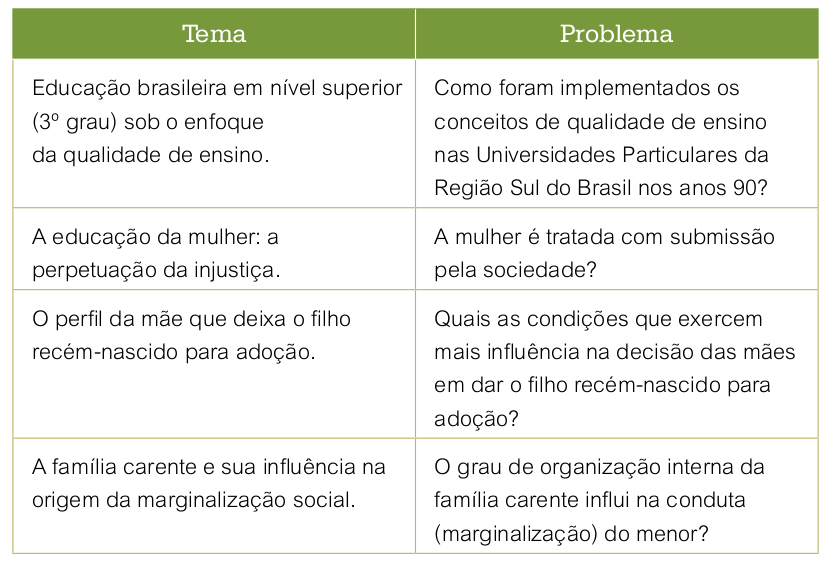 Tema
Problema
Educação brasileira em nível superior
(3º grau) sob o enfoque
da qualidade de ensino.
Como foram implementados os
conceitos de qualidade de ensino
nas Universidades Particulares da
Região Sul do Brasil nos anos 90?
A educação da mulher: a
perpetuação da injustiça.
A mulher é tratada com submissão
pela sociedade?
O perfil da mãe que deixa o filho
recém-nascido para adoção.
Quais as condições que exercem
mais influência na decisão das mães
em dar o filho recém-nascido para
adoção?
A família carente e sua influência na
origem da marginalização social.
O grau de organização interna da
família carente influi na conduta
(marginalização) do menor?